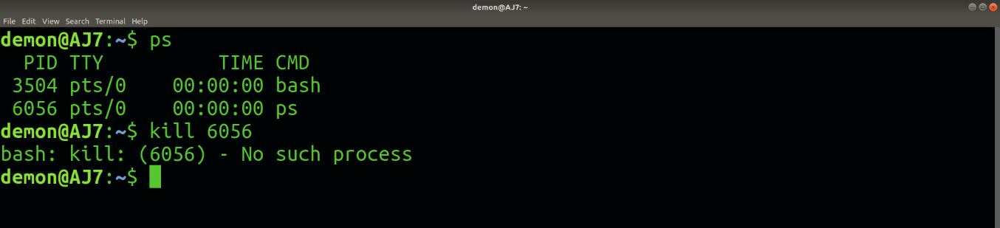 demon@AJ7: ~
File Edit View Search Terminal Help
demon@AJ7:~$ ps
  PID TTY          TIME CMD
 3504 pts/0    00:00:00 bash
 6056 pts/0    00:00:00 ps
demon@AJ7:~$ kill 6056
bash: kill: (6056) - No such process
demon@AJ7:~$